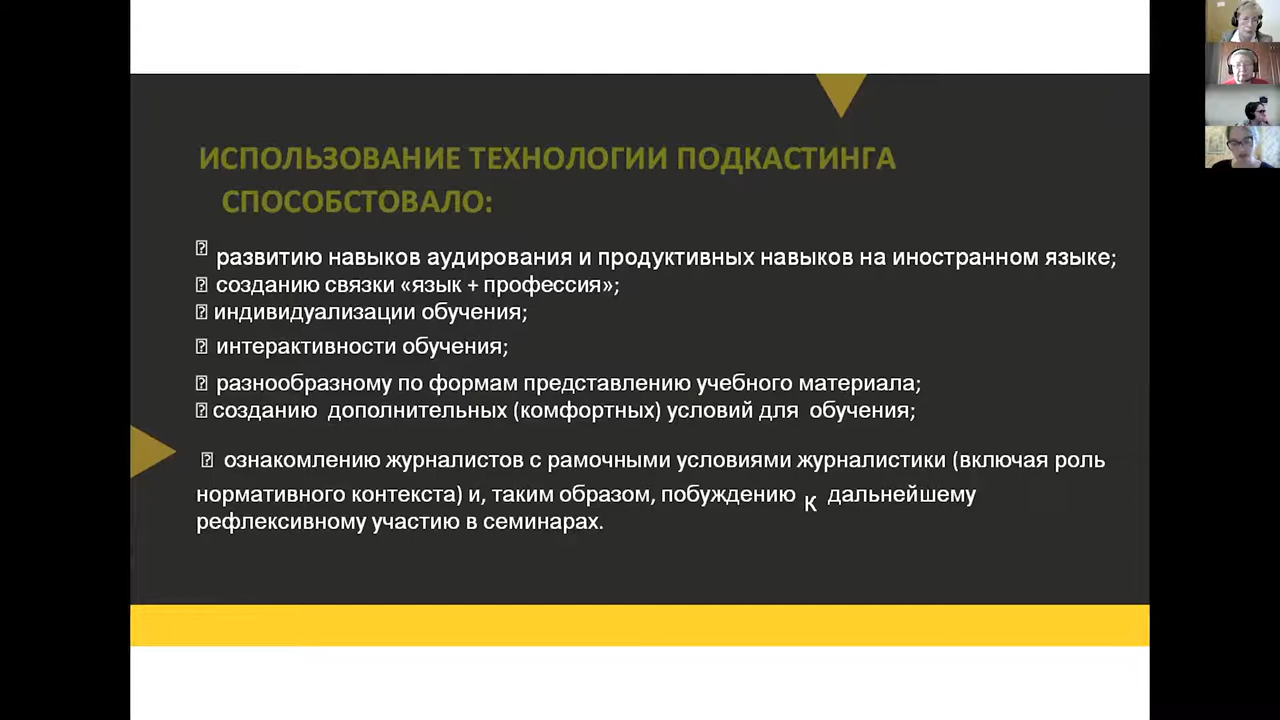 ИСПОЛЬЗОВАНИЕ ТЕХНОЛОГИИ ПОДКАСТИНГА
СПОСОБСТОВАЛО:
развитию навыков аудирования и продуктивных навыков на иностранном языке;
созданию связки «язык + профессия»;
индивидуализации обучения;
интерактивности обучения;
разнообразному по формам представлению учебного материала;
созданию дополнительных (комфортных) условий для обучения;
ознакомлению журналистов с рамочными условиями журналистики (включая роль
нормативного контекста) и, таким образом, побуждению к дальнейшему
рефлексивному участию в семинарах.